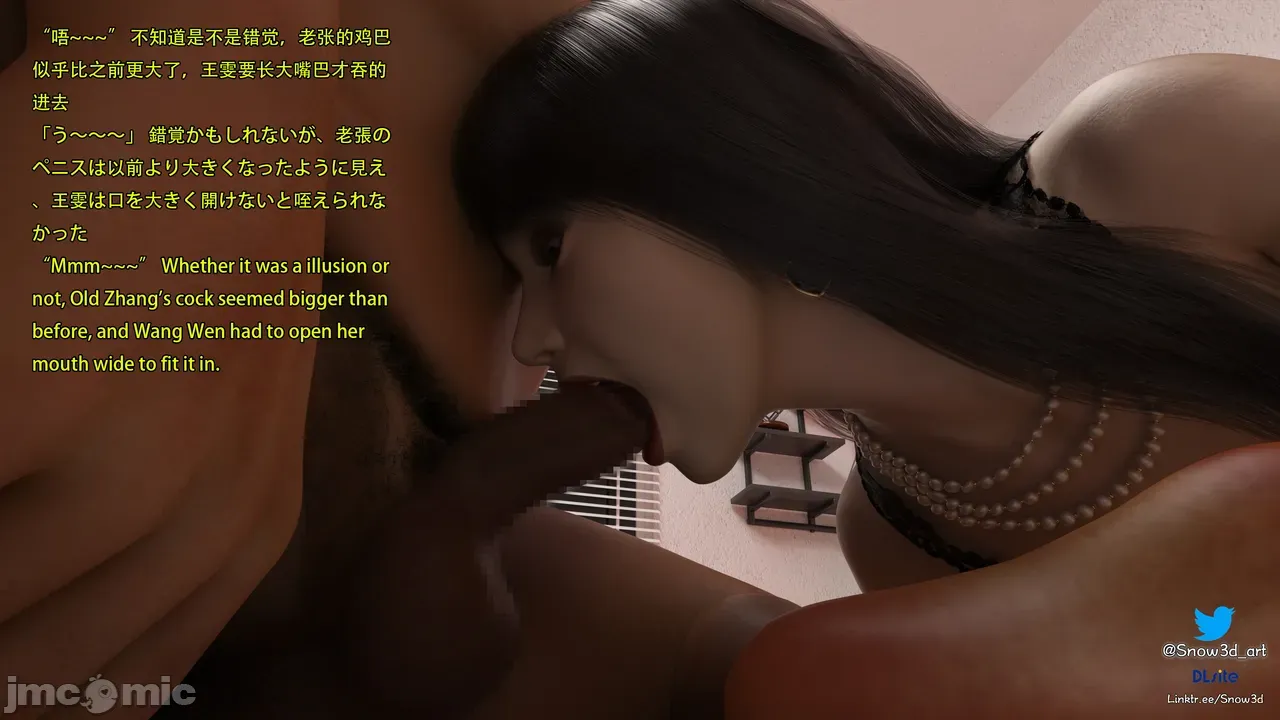 “唔~~~” 不知道是不是错觉，老张的鸡巴
似乎比之前更大了，王雯要长大嘴巴才吞的
进去
「う～～～」 錯覚かもしれないが、老張の
ペニスは以前より大きくなったように見え
、王雯は口を大きく開けないと咥えられな
かった
“Mmm~~~” Whether it was a illusion or
not, Old Zhang’s cock seemed bigger than
before, and Wang Wen had to open her
mouth wide to fit it in.
@Snow3d_art
DLsite
Linktr.ee/Snow3d
jmcomic